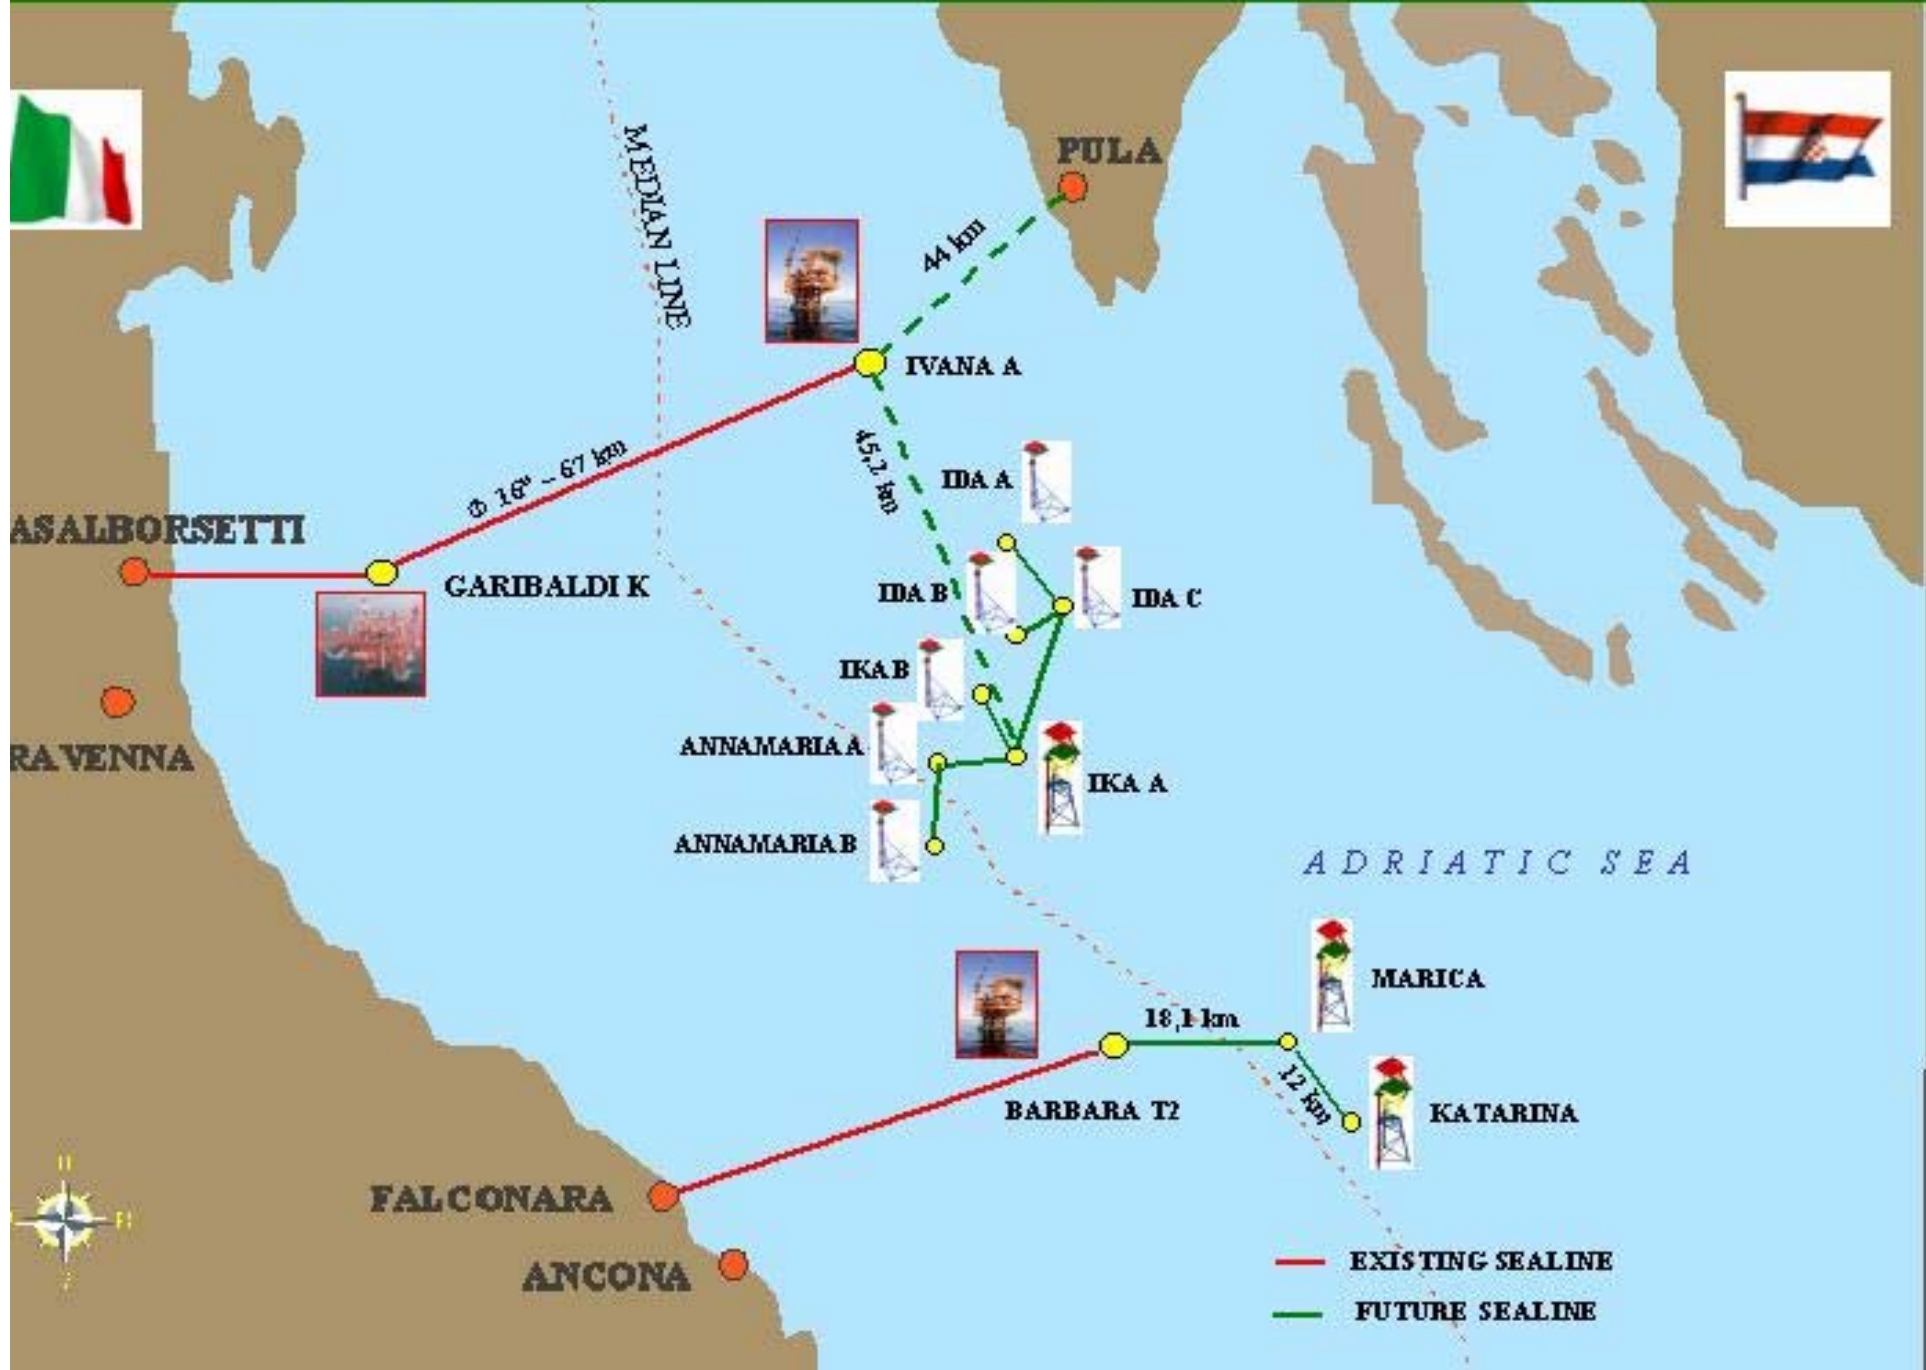 MEDIAN LINE
PULA
44 km
IVANA A
45,2 km
Φ 16" – 67 km
IDA A
ASALBORSETTI
GARIBALDI K
IDA B
IDA C
IKA B
RAVENNA
ANNAMARIA A
IKA A
ANNAMARIA B
ADRIATIC SEA
MARICA
18,1 km
12 km
BARBARA T2
KATARINA
FALCONARA
ANCONA
EXISTING SEALINE
FUTURE SEALINE